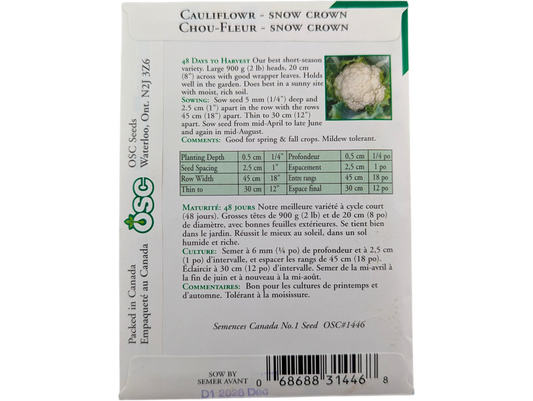 Cauliflowr - snow crown
Chou-Fleur - snow crown
48 Days to Harvest Our best short-season
variety. Large 900 g (2 lb) heads, 20 cm
(8") across with good wrapper leaves. Holds
well in the garden. Does best in a sunny site
with moist, rich soil.
Sowing: Sow seed 5 mm (1/4") deep and
2.5 cm (1") apart in the row with the rows
45 cm (18") apart. Thin to 30 cm (12")
apart. Sow seed from mid-April to late June
and again in mid-August.
Comments: Good for spring & fall crops. Mildew tolerant.
Planting Depth 0.5 cm 1/4" Profondeur 0,5 cm 1/4 po
Seed Spacing 2.5 cm 1" Espacement 2,5 cm 1 po
Row Width 45 cm 18" Entre rangs 45 cm 18 po
Thin to 30 cm 12" Espace final 30 cm 12 po
Maturité: 48 jours Notre meilleure variété à cycle court
(48 jours). Grosses têtes de 900 g (2 lb) et de 20 cm (8 po)
de diamètre, avec bonnes feuilles extérieures. Se tient bien
dans le jardin. Réussit le mieux au soleil, dans un sol
humide et riche.
Culture: Semer à 6 mm (¼ po) de profondeur et à 2,5 cm
(1 po) d'intervalle, et espacer les rangs de 45 cm (18 po).
Éclaircir à 30 cm (12 po) d'intervalle. Semer de la mi-avril à
la fin de juin et à nouveau à la mi-août.
Commentaires: Bon pour les cultures de printemps et
d'automne. Tolérant à la moisissure.
Semences Canada No.1 Seed OSC#1446
SOW BY
SEMER AVANT
D1 2026 Dec
0 68688 31446 8
OSC
OSC Seeds
Waterloo, Ont. N2J 3Z6
Packed in Canada
Empaqueté au Canada